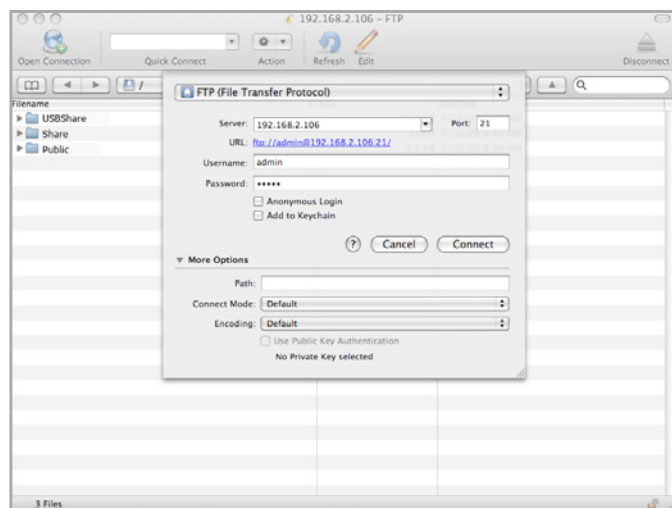 192.168.2.106 – FTP
Open Connection
Quick Connect
Action
Refresh
Edit
Disconnect
/
FTP (File Transfer Protocol)
Filename
USBShare
Share
Public
Server: 192.168.2.106 Port: 21
URL: ftp://admin@192.168.2.106:21/
Username: admin
Password: •••••
Anonymous Login
Add to Keychain
? Cancel Connect
More Options
Path:
Connect Mode: Default
Encoding: Default
Use Public Key Authentication
No Private Key selected
3 Files